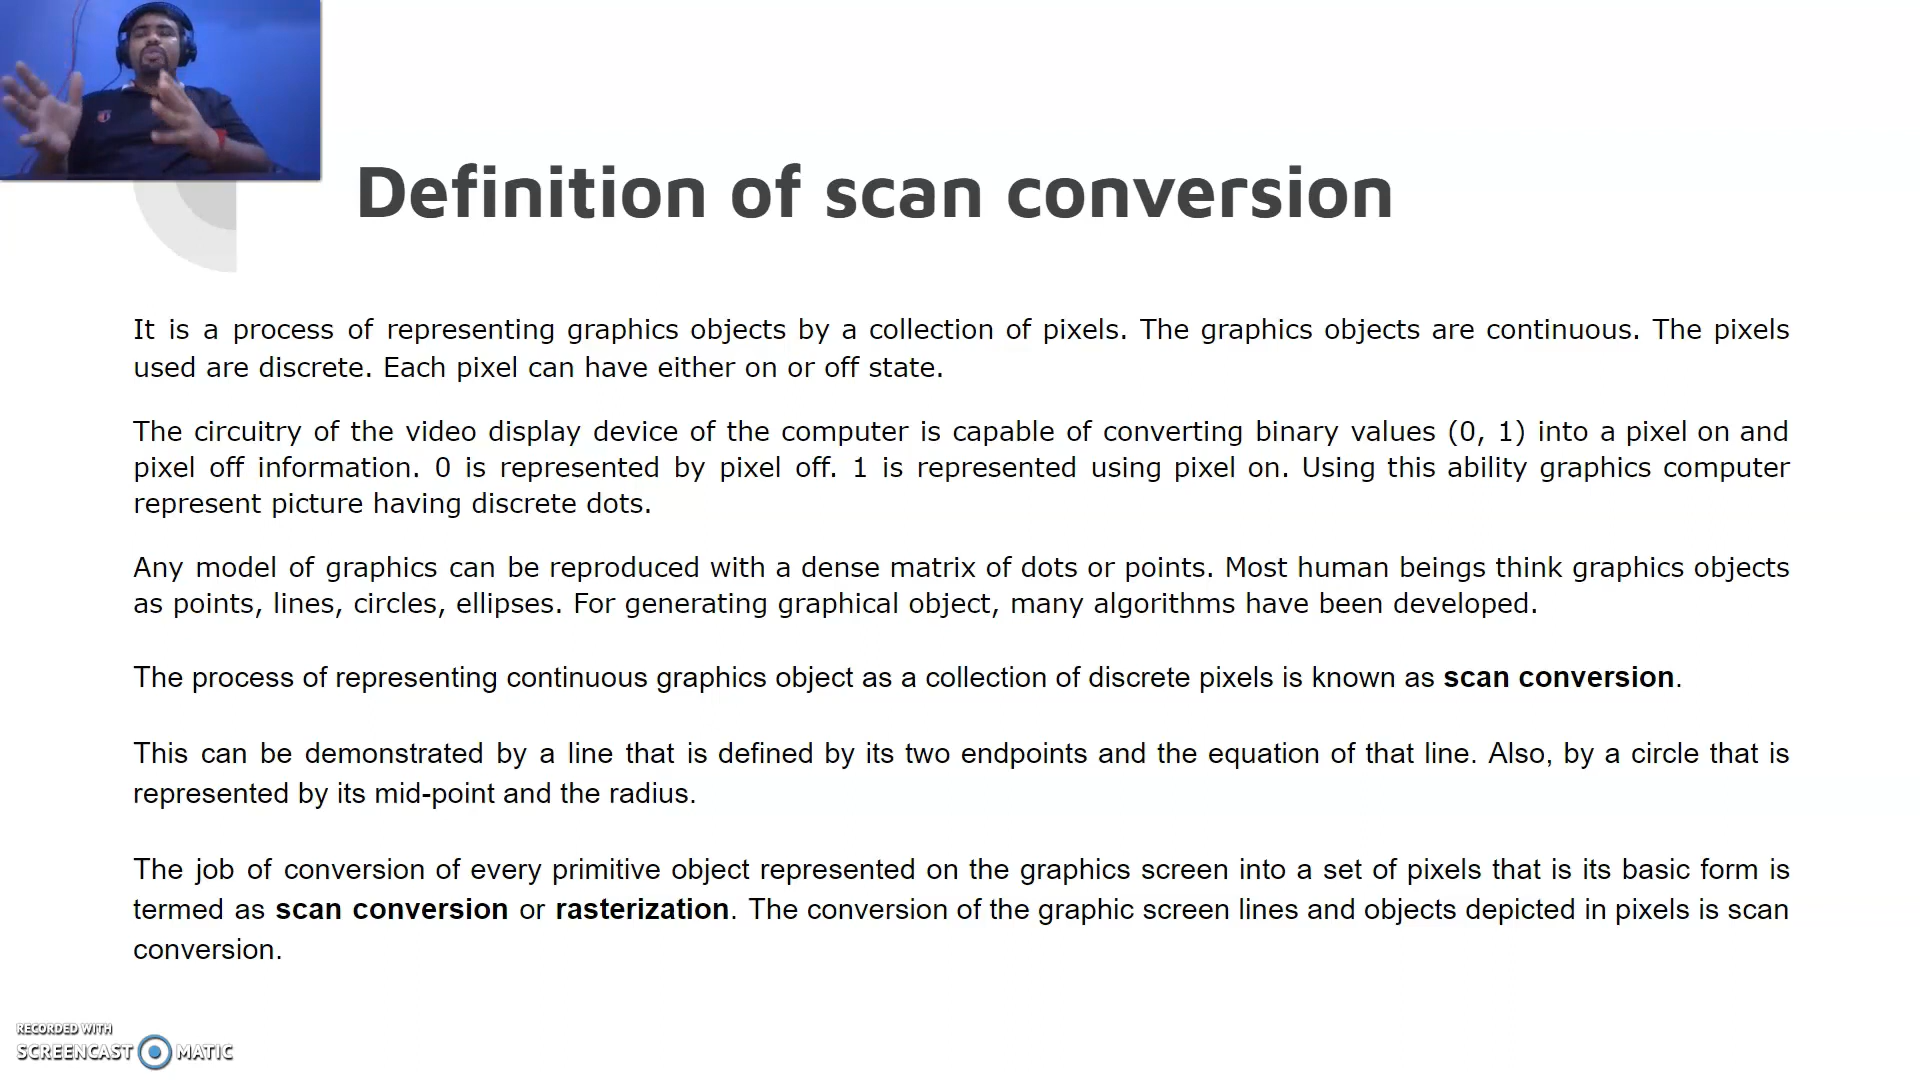 Definition of scan conversion
It is a process of representing graphics objects by a collection of pixels. The graphics objects are continuous. The pixels
used are discrete. Each pixel can have either on or off state.
The circuitry of the video display device of the computer is capable of converting binary values (0, 1) into a pixel on and
pixel off information. 0 is represented by pixel off. 1 is represented using pixel on. Using this ability graphics computer
represent picture having discrete dots.
Any model of graphics can be reproduced with a dense matrix of dots or points. Most human beings think graphics objects
as points, lines, circles, ellipses. For generating graphical object, many algorithms have been developed.
The process of representing continuous graphics object as a collection of discrete pixels is known as scan conversion.
This can be demonstrated by a line that is defined by its two endpoints and the equation of that line. Also, by a circle that is
represented by its mid-point and the radius.
The job of conversion of every primitive object represented on the graphics screen into a set of pixels that is its basic form is
termed as scan conversion or rasterization. The conversion of the graphic screen lines and objects depicted in pixels is scan
conversion.
RECORDED WITH
SCREENCAST MATIC